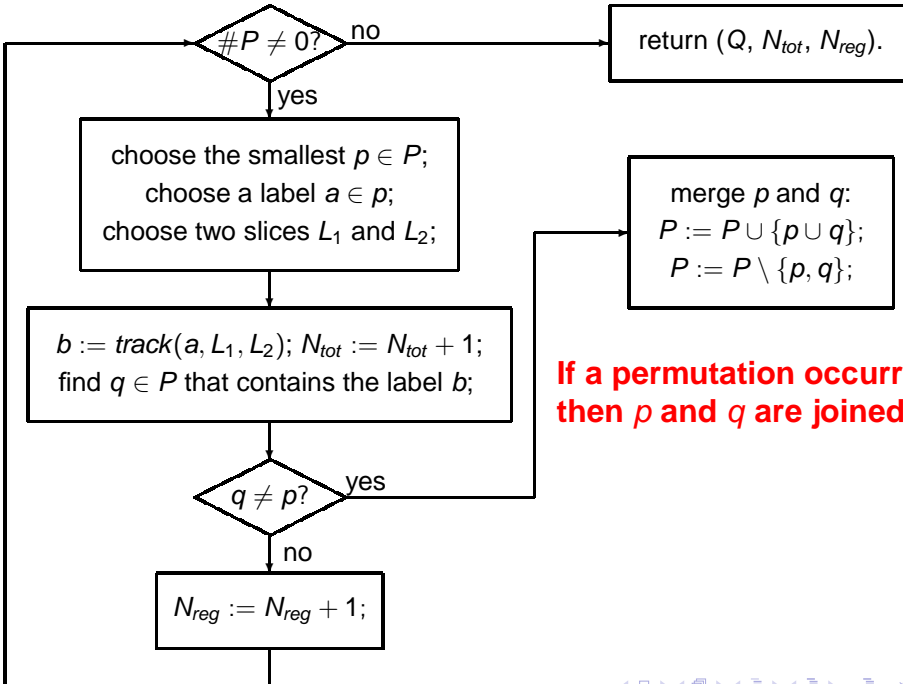 #P ≠ 0?
no
return (Q, N_tot, N_reg).
yes
choose the smallest p ∈ P;
choose a label a ∈ p;
choose two slices L_1 and L_2;
merge p and q:
P := P ∪ {p ∪ q};
P := P \ {p, q};
b := track(a, L_1, L_2); N_tot := N_tot + 1;
find q ∈ P that contains the label b;
If a permutation occurr
then p and q are joined
q ≠ p?
yes
no
N_reg := N_reg + 1;